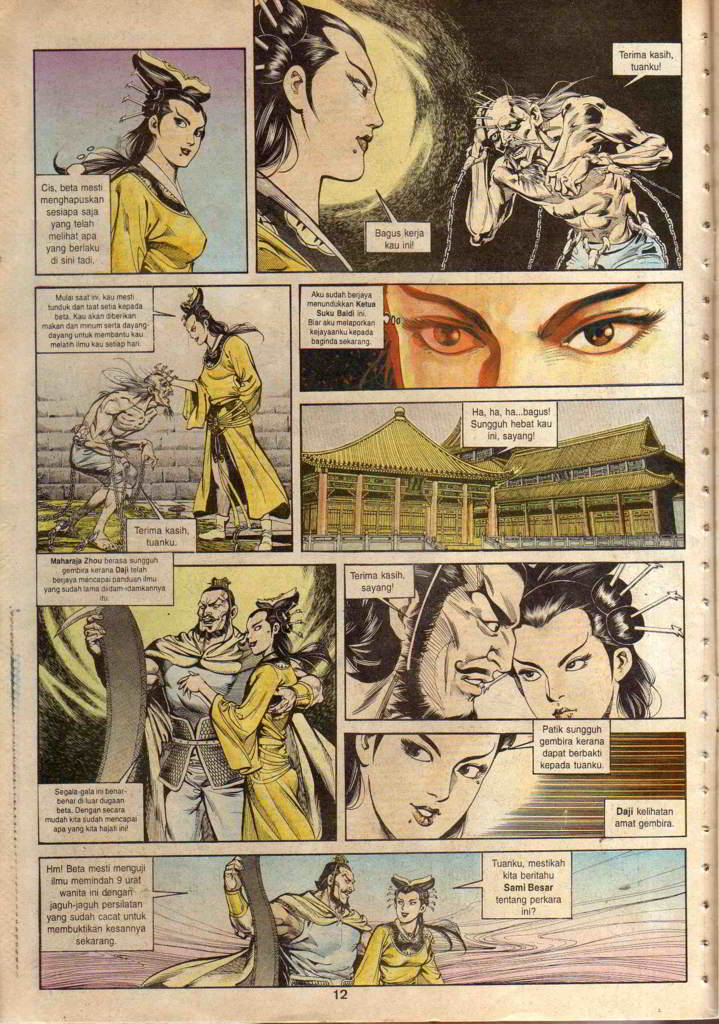 Cis, beta mesti
menghapuskan
sesiapa saja
yang telah
melihat apa
yang berlaku
di sini tadi.
Bagus kerja
kau ini!
Terima kasih,
tuanku!
Mulai saat ini, kau mesti
tunduk dan taat setia kepada
beta. Kau akan diberikan
makan dan minum serta dayang-
dayang untuk membantu kau
melatih ilmu kau setiap hari.
Terima kasih,
tuanku.
Aku sudah berjaya
menundukkan Ketua
Suku Baidi ini.
Biar aku melaporkan
kejayaanku kepada
baginda sekarang.
Ha, ha, ha...bagus!
Sungguh hebat kau
ini, sayang!
Maharaja Zhou berasa sungguh
gembira kerana Daji telah
berjaya mencapai panduan ilmu
yang sudah lama diidam-idamkannya
Segala-gala ini benar-
benar di luar dugaan
beta. Dengan secara
mudah kita sudah mencapai
apa yang kita hajati ini!
Terima kasih,
sayang!
Patik sungguh
gembira kerana
dapat berbakti
kepada tuanku.
Daji kelihatan
amat gembira.
Hm! Beta mesti menguji
ilmu memindah 9 urat
wanita ini dengan
jaguh-jaguh persilatan
yang sudah cacat untuk
membuktikan kesannya
sekarang.
Tuanku, mestikah
kita beritahu
Sami Besar
tentang perkara
ini?
12